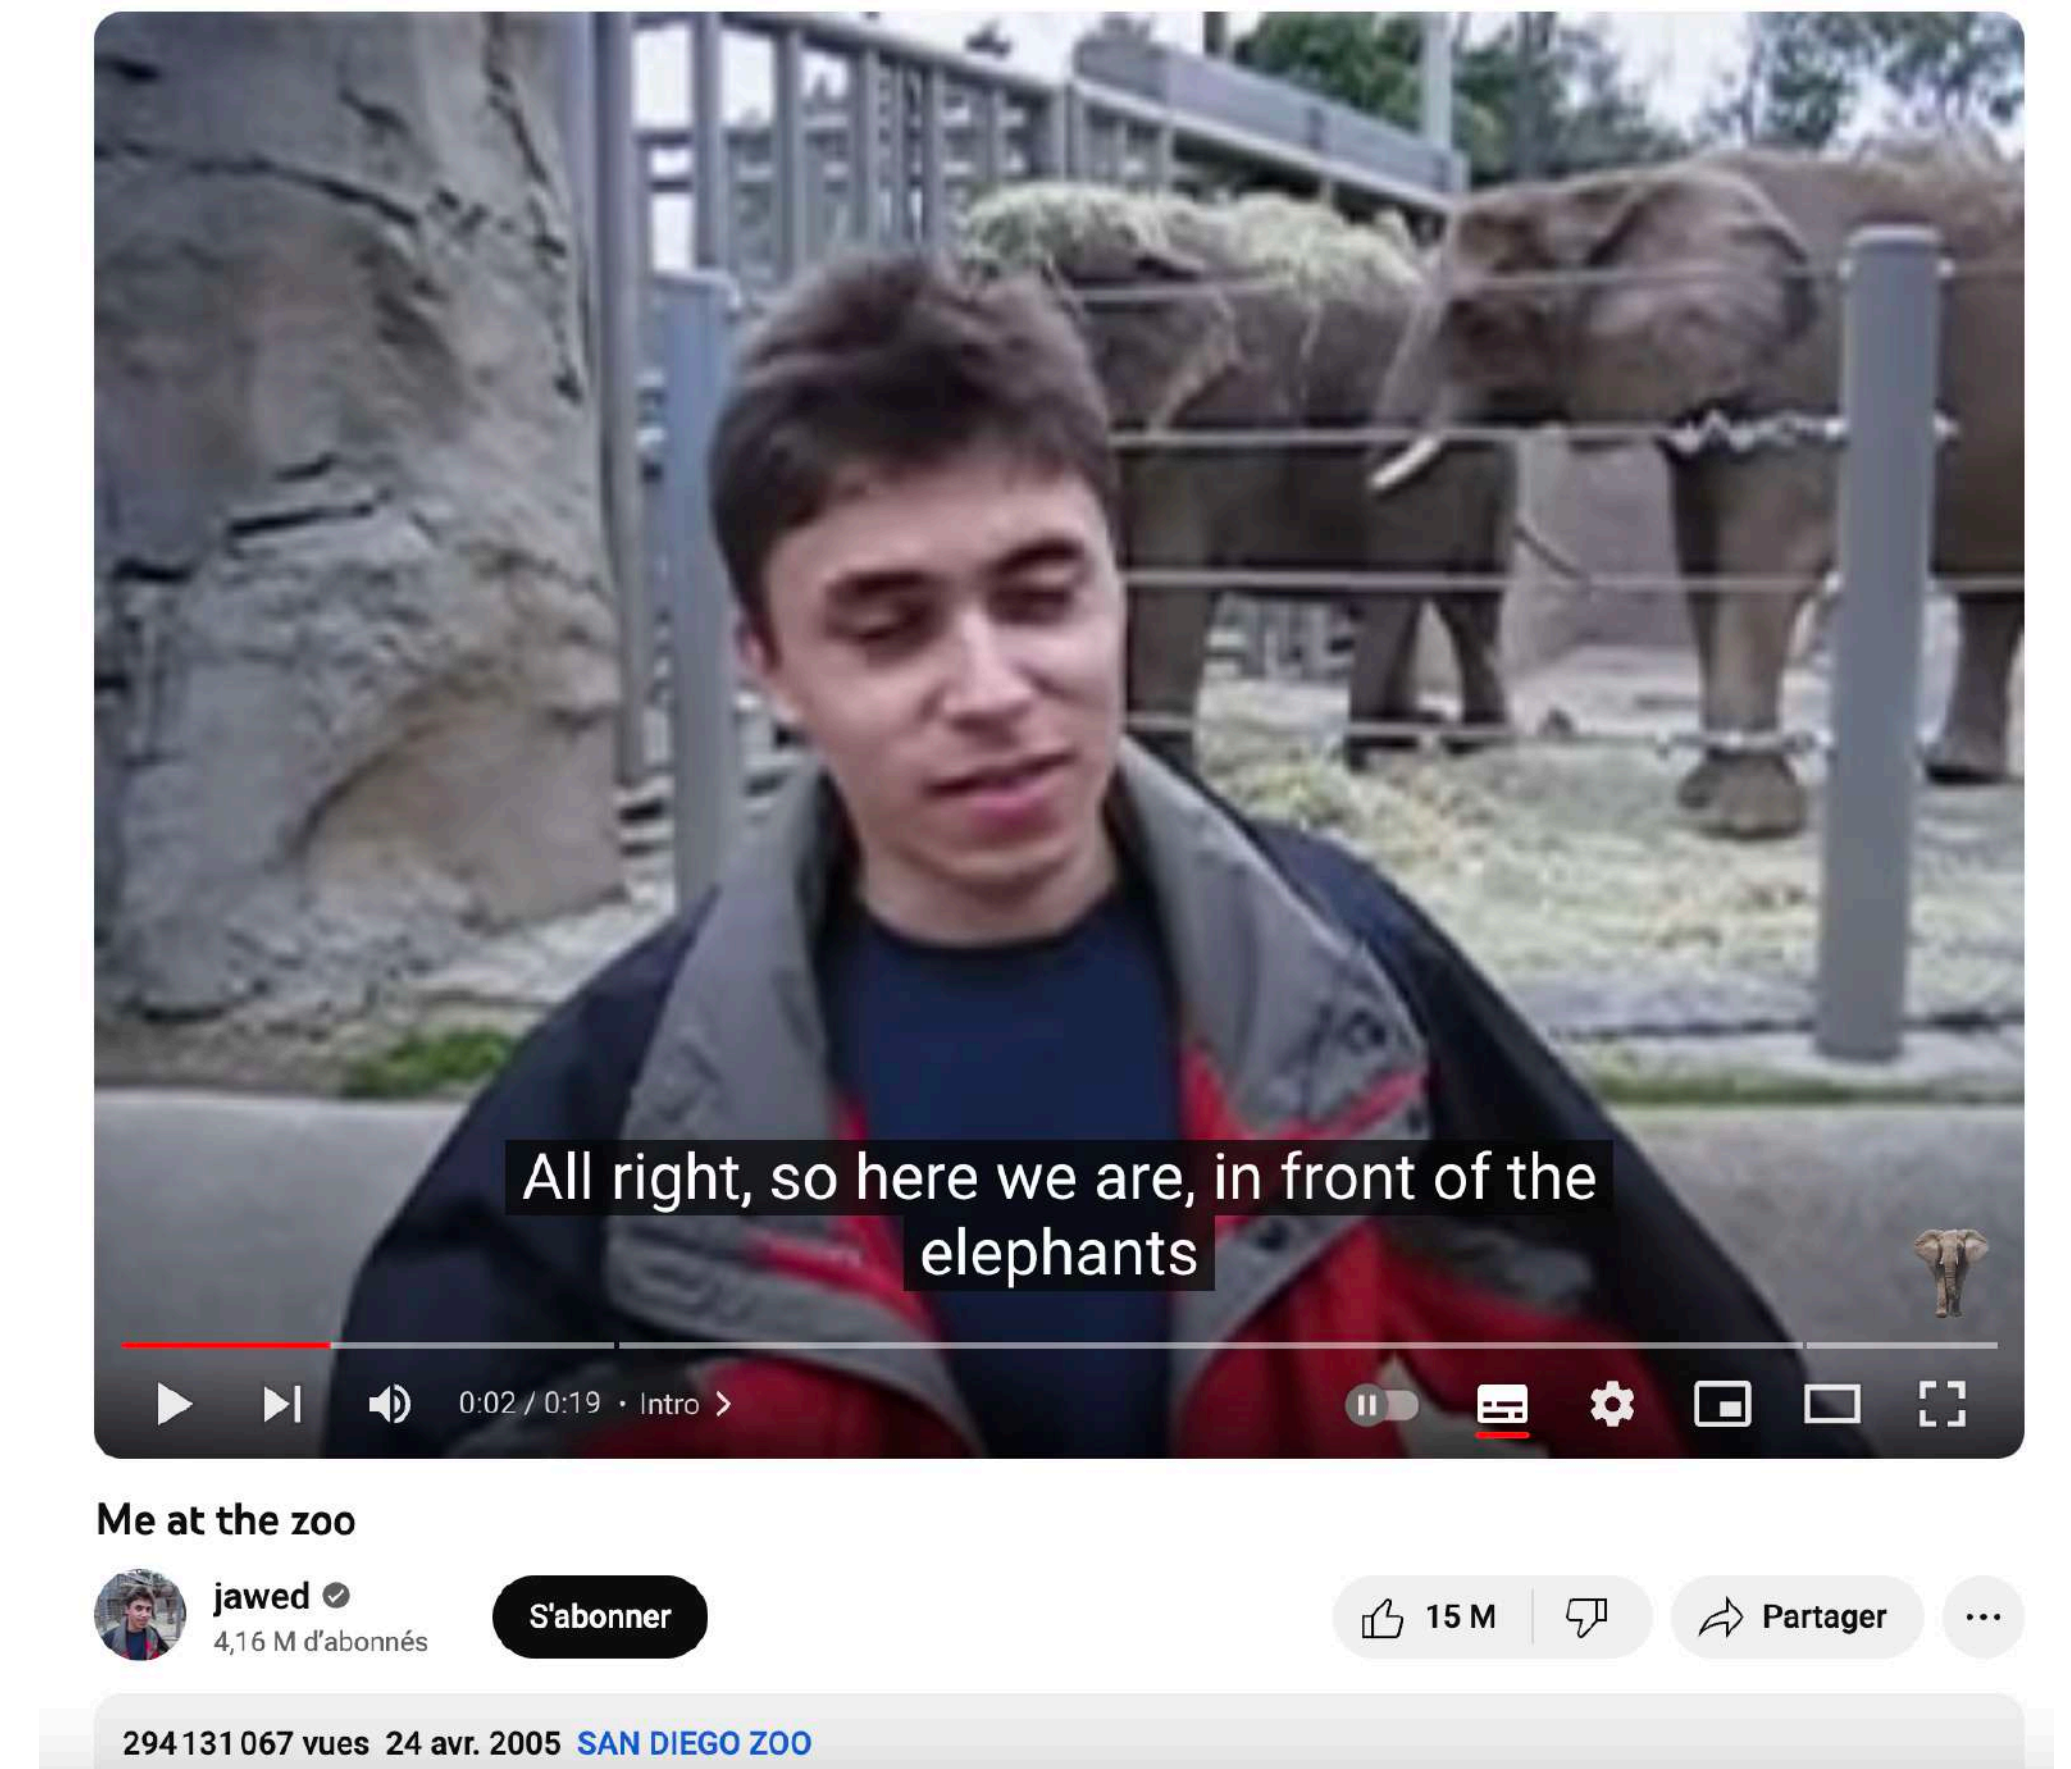 All right, so here we are, in front of the
elephants
0:02 / 0:19 • Intro >
Me at the zoo
jawed
4,16 M d’abonnés
S'abonner
15 M
Partager
294 131 067 vues 24 avr. 2005 SAN DIEGO ZOO